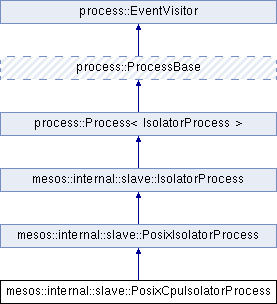 process::EventVisitor
process::ProcessBase
process::Process< IsolatorProcess >
mesos::internal::slave::IsolatorProcess
mesos::internal::slave::PosixIsolatorProcess
mesos::internal::slave::PosixCpuIsolatorProcess